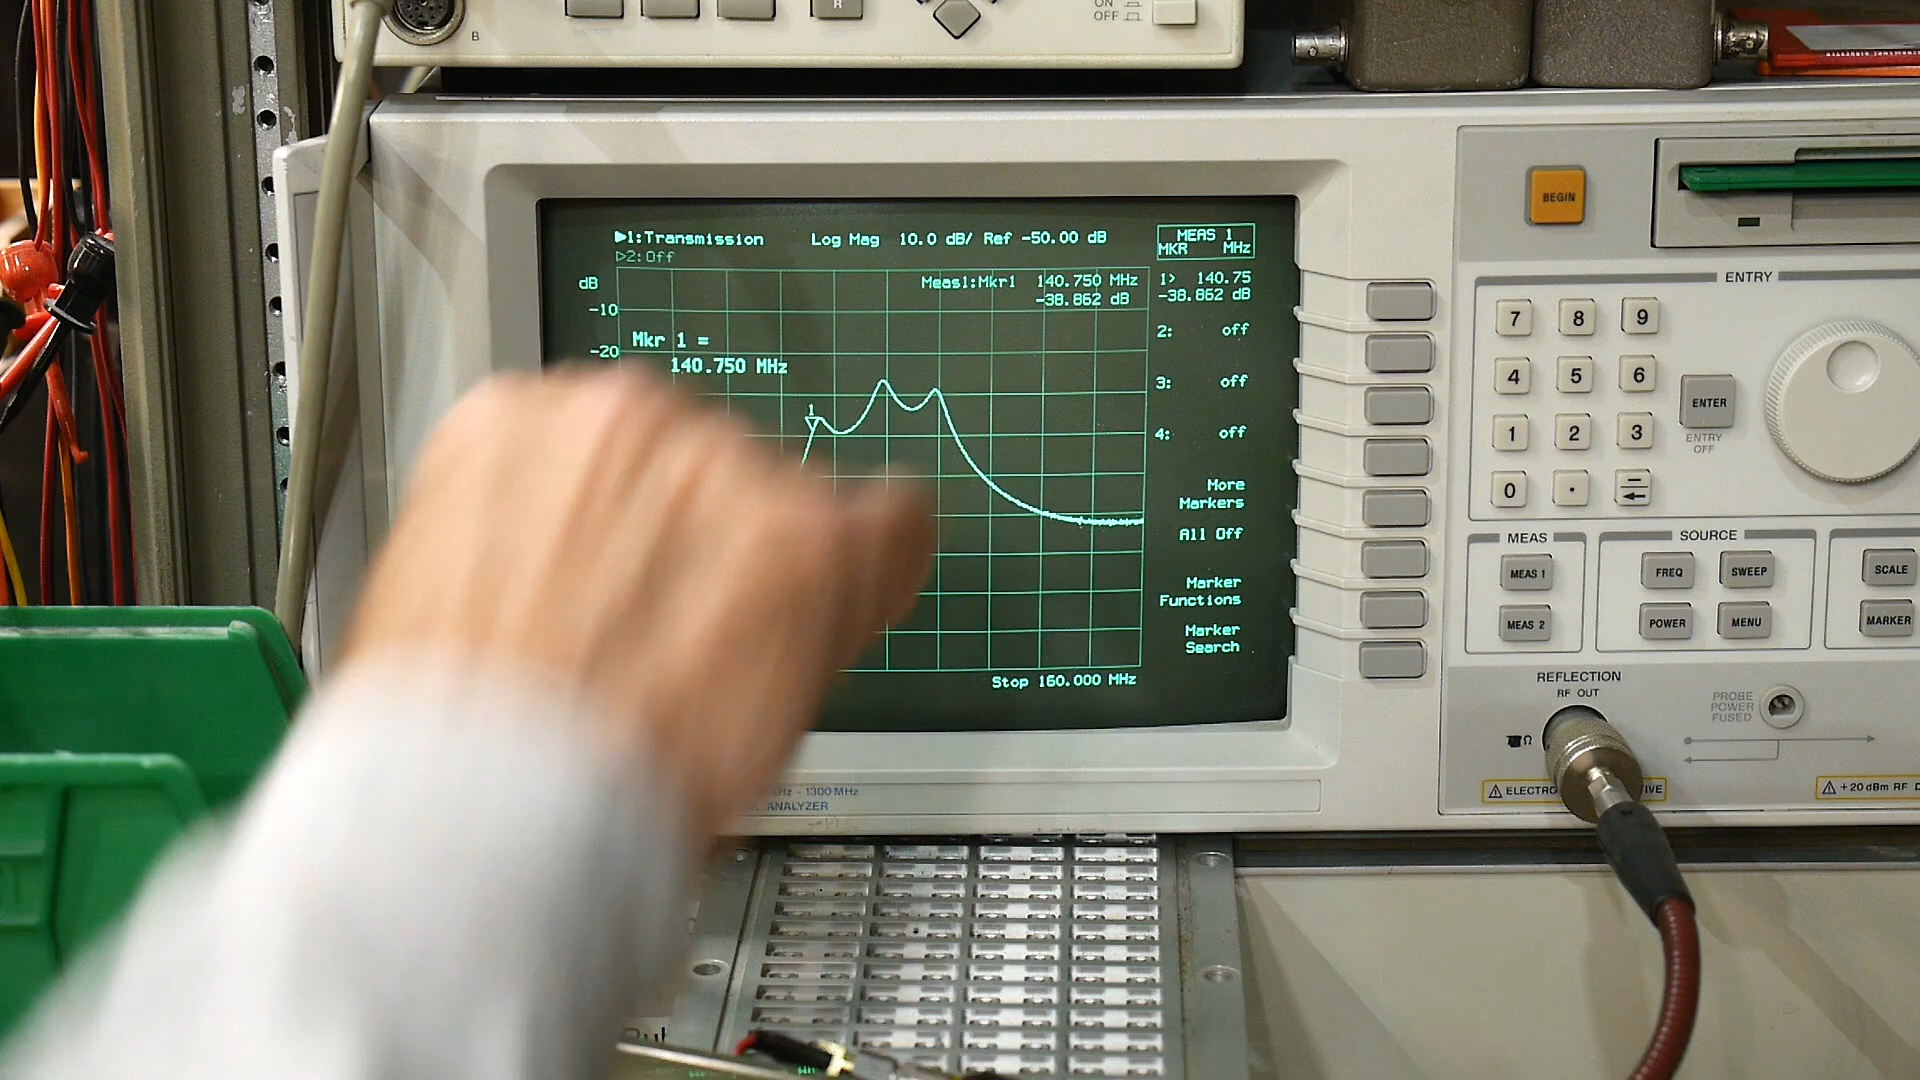 B
ON
OFF
R
BEGIN
▶1:Transmission Log Mag 10.0 dB/ Ref -50.00 dB
▷2:Off
MEAS 1
MKR MHz
dB
Meas1:Mkr1 140.750 MHz
-38.862 dB
1> 140.75
-38.862 dB
-10
Mkr 1 =
140.750 MHz
-20
1
2: off
3: off
4: off
More
Markers
All Off
Marker
Functions
Marker
Search
Stop 160.000 MHz
ENTRY
7 8 9
4 5 6
1 2 3
0 . −
←
ENTER
ENTRY
OFF
MEAS
MEAS 1
MEAS 2
SOURCE
FREQ SWEEP
POWER MENU
SCALE
MARKER
REFLECTION
RF OUT
PROBE
POWER
FUSED
Ω
⚠ ELECTRO
IVE
⚠ +20 dBm RF
Hz - 1300 MHz
ANALYZER